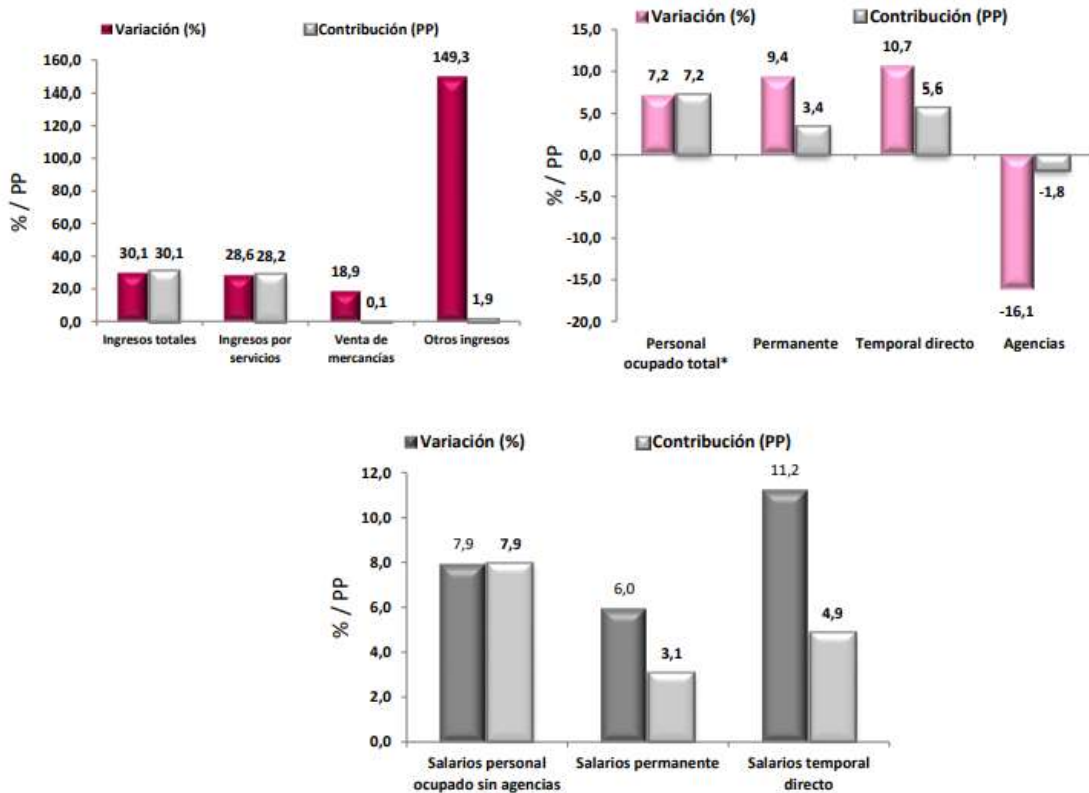 Variación (%) Contribución (PP)
% / PP
160,0
140,0
120,0
100,0
80,0
60,0
40,0
20,0
0,0
30,1 30,1
28,6 28,2
18,9 0,1
149,3 1,9
Ingresos totales
Ingresos por servicios
Venta de mercancías
Otros ingresos
Variación (%) Contribución (PP)
% / PP
15,0
10,0
5,0
0,0
-5,0
-10,0
-15,0
-20,0
7,2 7,2
9,4 3,4
10,7 5,6
-16,1 -1,8
Personal ocupado total*
Permanente
Temporal directo
Agencias
Variación (%) Contribución (PP)
% / PP
12,0
10,0
8,0
6,0
4,0
2,0
0,0
7,9 7,9
6,0 3,1
11,2 4,9
Salarios personal ocupado sin agencias
Salarios permanente
Salarios temporal directo